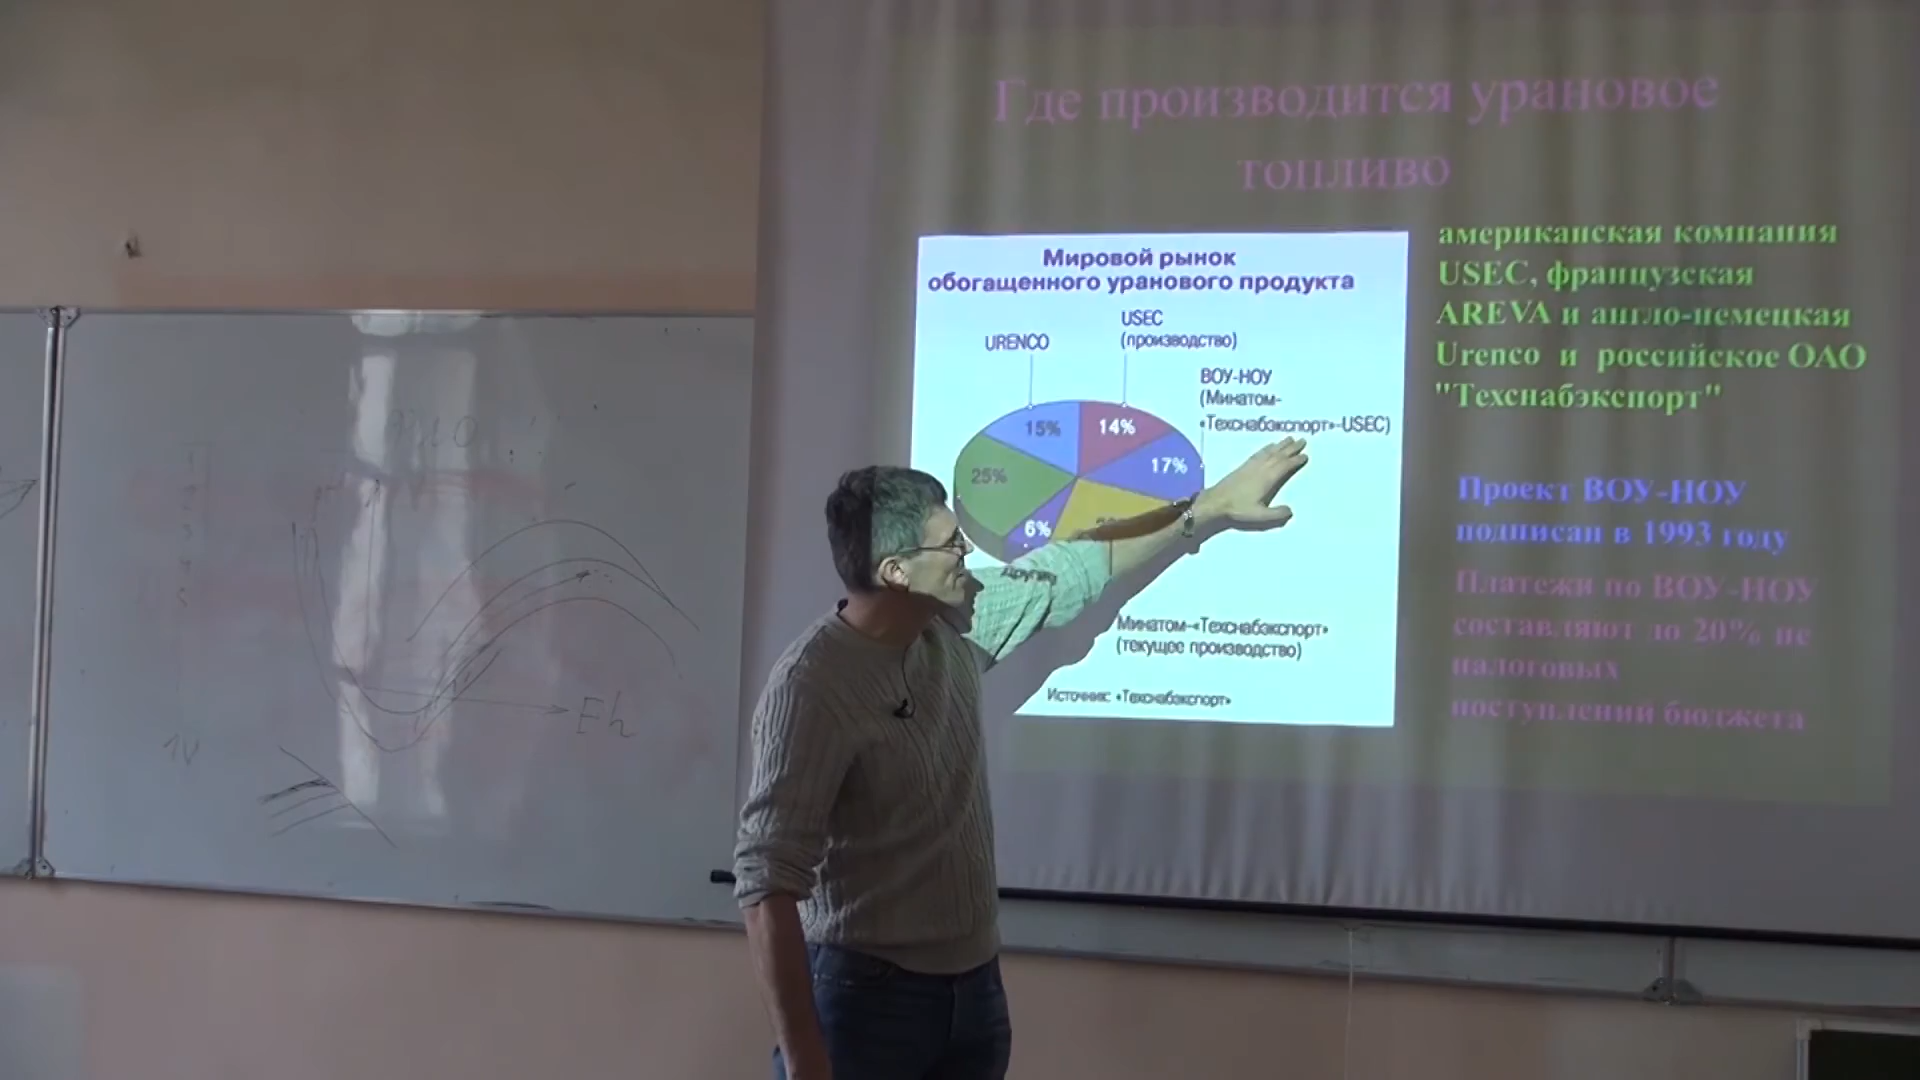 Где производится урановое
топливо
Мировой рынок
обогащенного уранового продукта
USEC
(производство)
URENCO
ВОУ-НОУ
(Минатом-
«Техснабэкспорт»-USEC)
15%
14%
17%
25%
6%
Другие
Минатом-«Техснабэкспорт»
(текущее производство)
Источник: «Техснабэкспорт»
американская компания
USEC, французская
AREVA и англо-немецкая
Urenco и российское ОАО
"Техснабэкспорт"
Проект ВОУ-НОУ
подписан в 1993 году
Платежи по ВОУ-НОУ
составляют до 20% не
налоговых
поступлений бюджета
Eh